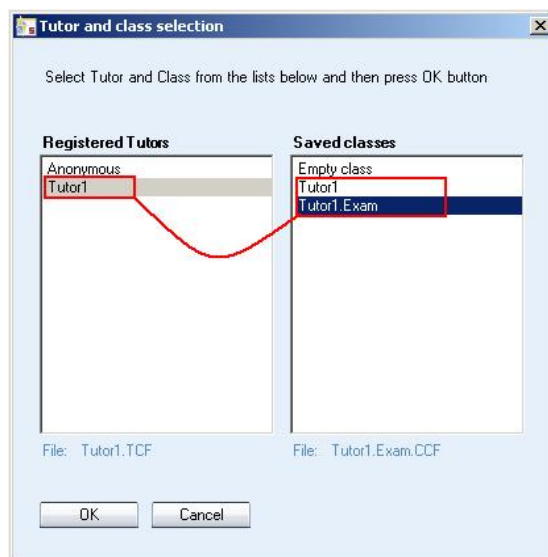 Tutor and class selection
Select Tutor and Class from the lists below and then press OK button
Registered Tutors
Anonymous
Tutor1
File: Tutor1.TCF
Saved classes
Empty class
Tutor1
Tutor1.Exam
File: Tutor1.Exam.CCF
OK
Cancel